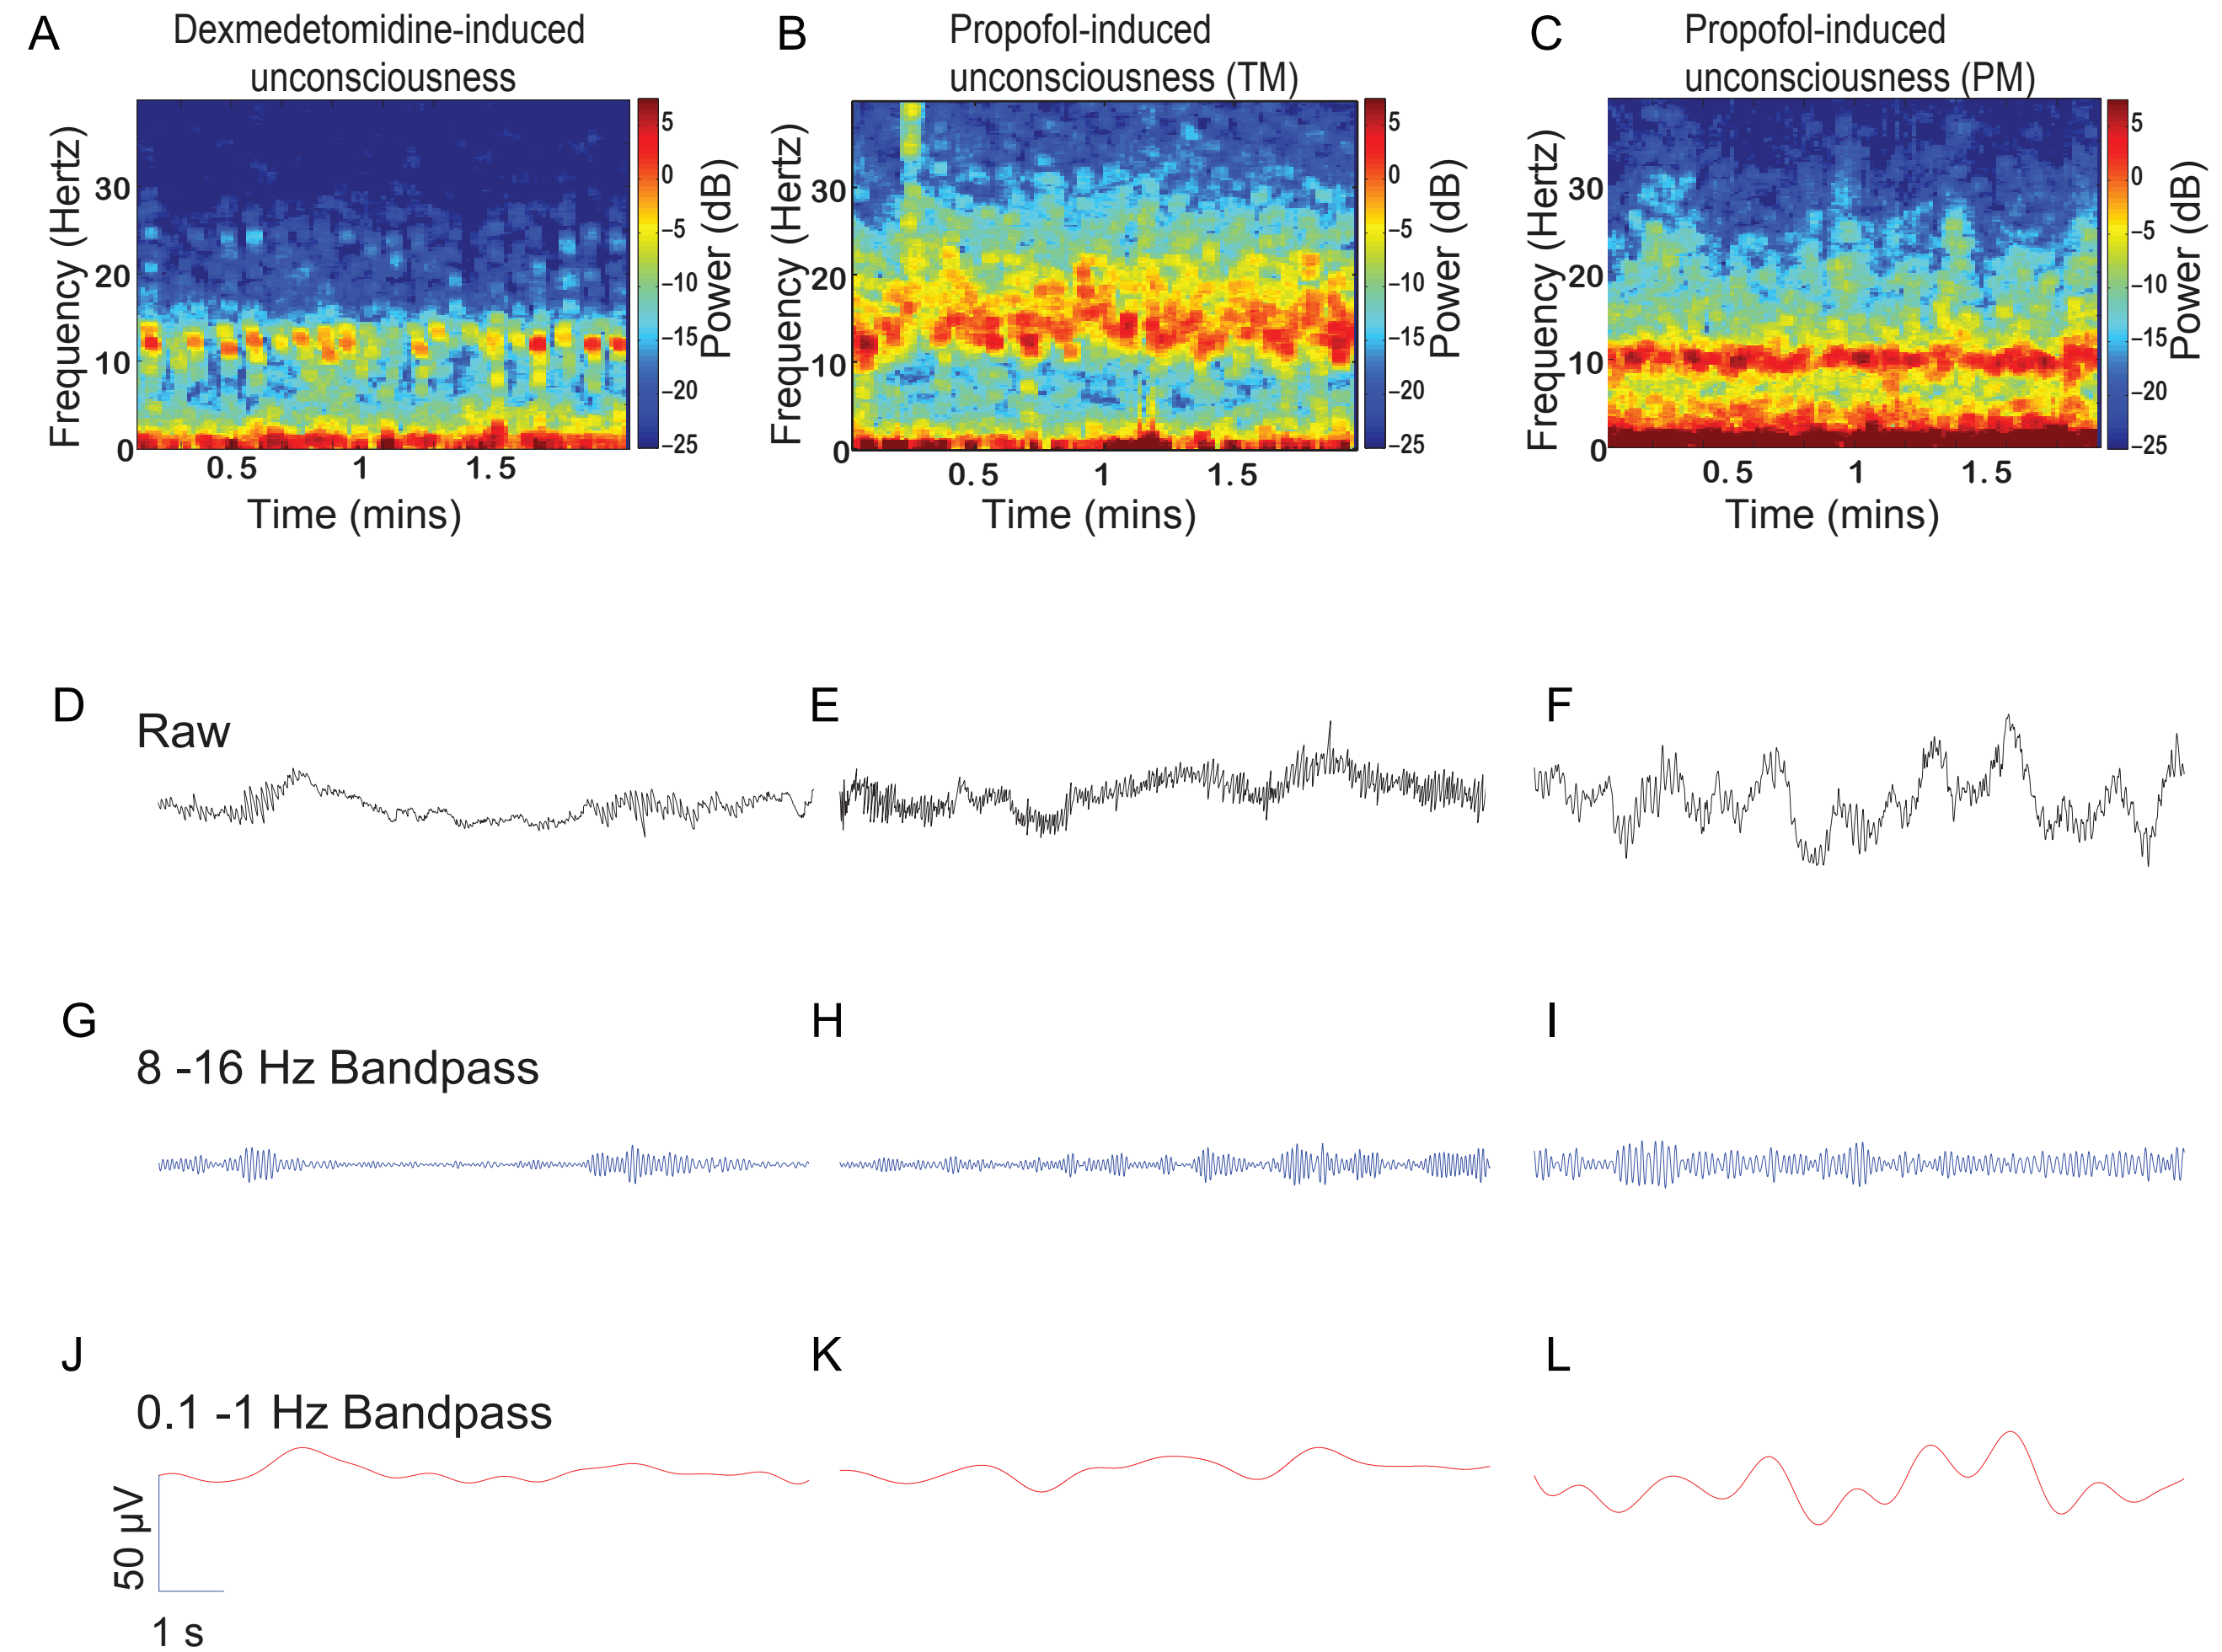 A
Dexmedetomidine-induced
unconsciousness
B
Propofol-induced
unconsciousness (TM)
C
Propofol-induced
unconsciousness (PM)
Frequency (Hertz)
30
20
10
0
0.5
1
1.5
Time (mins)
5
0
−5
−10
−15
−20
−25
Power (dB)
Frequency (Hertz)
30
20
10
0
0.5
1
1.5
Time (mins)
5
0
−5
−10
−15
−20
−25
Power (dB)
Frequency (Hertz)
30
20
10
0
0.5
1
1.5
Time (mins)
5
0
−5
−10
−15
−20
−25
Power (dB)
D
Raw
E
F
G
8 -16 Hz Bandpass
H
I
J
0.1 -1 Hz Bandpass
K
L
50 µV
1 s